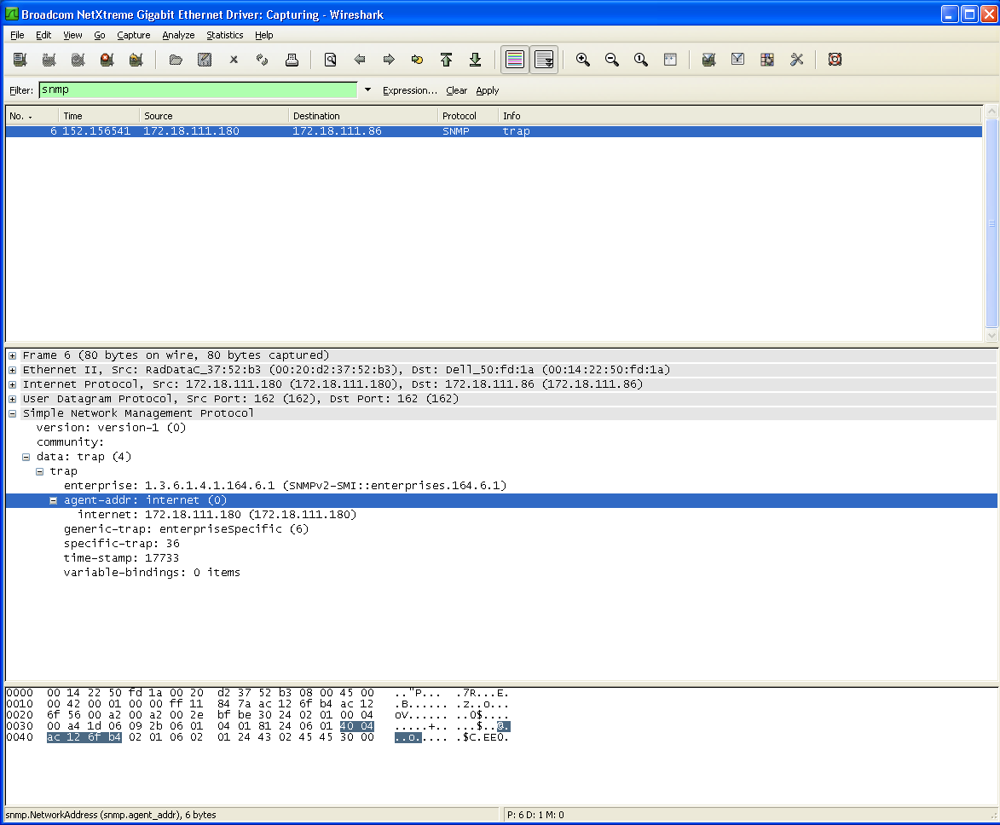 Broadcom NetXtreme Gigabit Ethernet Driver: Capturing - Wireshark
File Edit View Go Capture Analyze Statistics Help
Filter: snmp Expression... Clear Apply
No. Time Source Destination Protocol Info
6 152.156541 172.18.111.180 172.18.111.86 SNMP trap
Frame 6 (80 bytes on wire, 80 bytes captured)
Ethernet II, Src: RadDataC_37:52:b3 (00:20:d2:37:52:b3), Dst: Dell_50:fd:1a (00:14:22:50:fd:1a)
Internet Protocol, Src: 172.18.111.180 (172.18.111.180), Dst: 172.18.111.86 (172.18.111.86)
User Datagram Protocol, Src Port: 162 (162), Dst Port: 162 (162)
Simple Network Management Protocol
version: version-1 (0)
community:
data: trap (4)
trap
enterprise: 1.3.6.1.4.1.164.6.1 (SNMPv2-SMI::enterprises.164.6.1)
agent-addr: internet (0)
internet: 172.18.111.180 (172.18.111.180)
generic-trap: enterpriseSpecific (6)
specific-trap: 36
time-stamp: 17733
variable-bindings: 0 items
0000 00 14 22 50 fd 1a 00 20 d2 37 52 b3 08 00 45 00 .."P... .7R...E.
0010 00 42 00 01 00 00 ff 11 84 7a ac 12 6f b4 ac 12 .B...... .z..o...
0020 6f 56 00 a2 00 a2 00 2e bf be 30 24 02 01 00 04 oV...... ..0$....
0030 00 a4 1d 06 09 2b 06 01 04 01 81 24 06 01 40 04 .....+.. ...$..@.
0040 ac 12 6f b4 02 01 06 02 01 24 43 02 45 45 30 00 ..o..... .$C.EE0.
snmp.NetworkAddress (snmp.agent_addr), 6 bytes P: 6 D: 1 M: 0